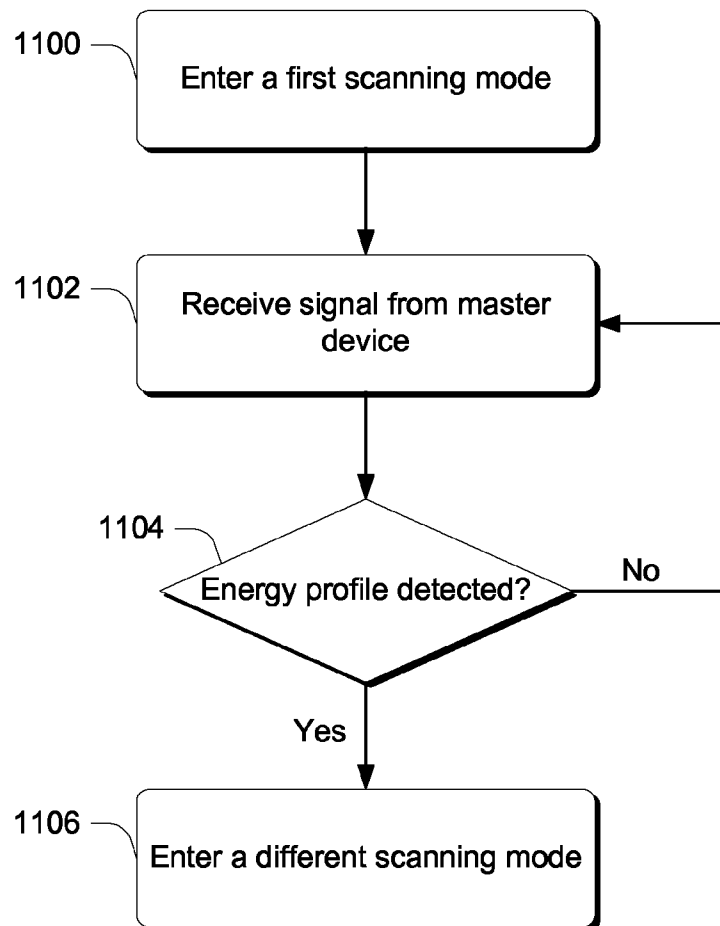 1100
Enter a first scanning mode
1102
Receive signal from master
device
1104
Energy profile detected?
No
Yes
1106
Enter a different scanning mode